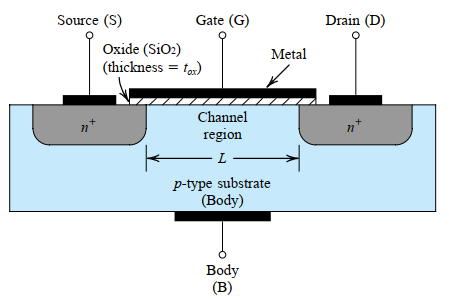 Source (S)
Gate (G)
Drain (D)
Oxide (SiO₂)
(thickness = tₒₓ)
Metal
n⁺
Channel
region
n⁺
L
p-type substrate
(Body)
Body
(B)